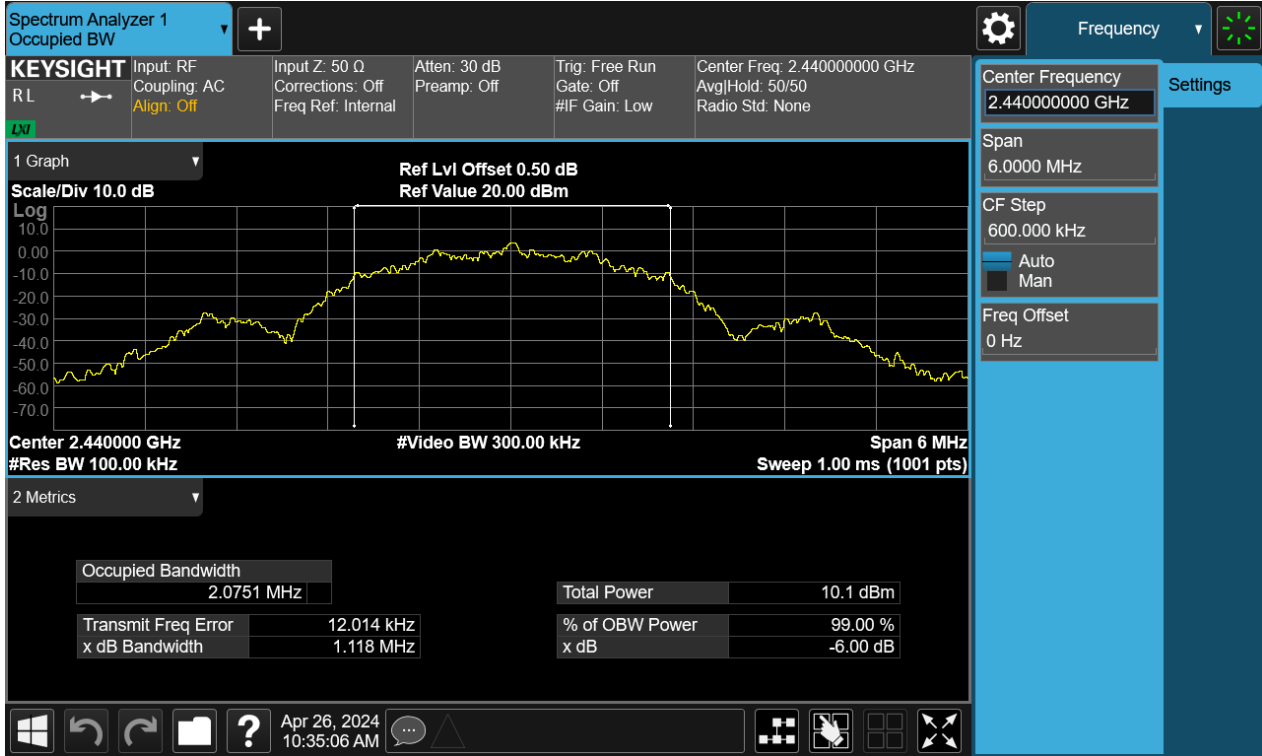 Spectrum Analyzer 1
Occupied BW
+
Frequency
KEYSIGHT
R L
LXI
Input: RF
Coupling: AC
Align: Off
Input Z: 50 Ω
Corrections: Off
Freq Ref: Internal
Atten: 30 dB
Preamp: Off
Trig: Free Run
Gate: Off
#IF Gain: Low
Center Freq: 2.440000000 GHz
Avg|Hold: 50/50
Radio Std: None
1 Graph
Scale/Div 10.0 dB
Ref Lvl Offset 0.50 dB
Ref Value 20.00 dBm
Log
10.0
0.00
-10.0
-20.0
-30.0
-40.0
-50.0
-60.0
-70.0
Center 2.440000 GHz
#Video BW 300.00 kHz
Span 6 MHz
#Res BW 100.00 kHz
Sweep 1.00 ms (1001 pts)
2 Metrics
Occupied Bandwidth
2.0751 MHz
Total Power 10.1 dBm
Transmit Freq Error 12.014 kHz
% of OBW Power 99.00 %
x dB Bandwidth 1.118 MHz
x dB -6.00 dB
Center Frequency
2.440000000 GHz
Settings
Span
6.0000 MHz
CF Step
600.000 kHz
Auto
Man
Freq Offset
0 Hz
?
Apr 26, 2024
10:35:06 AM